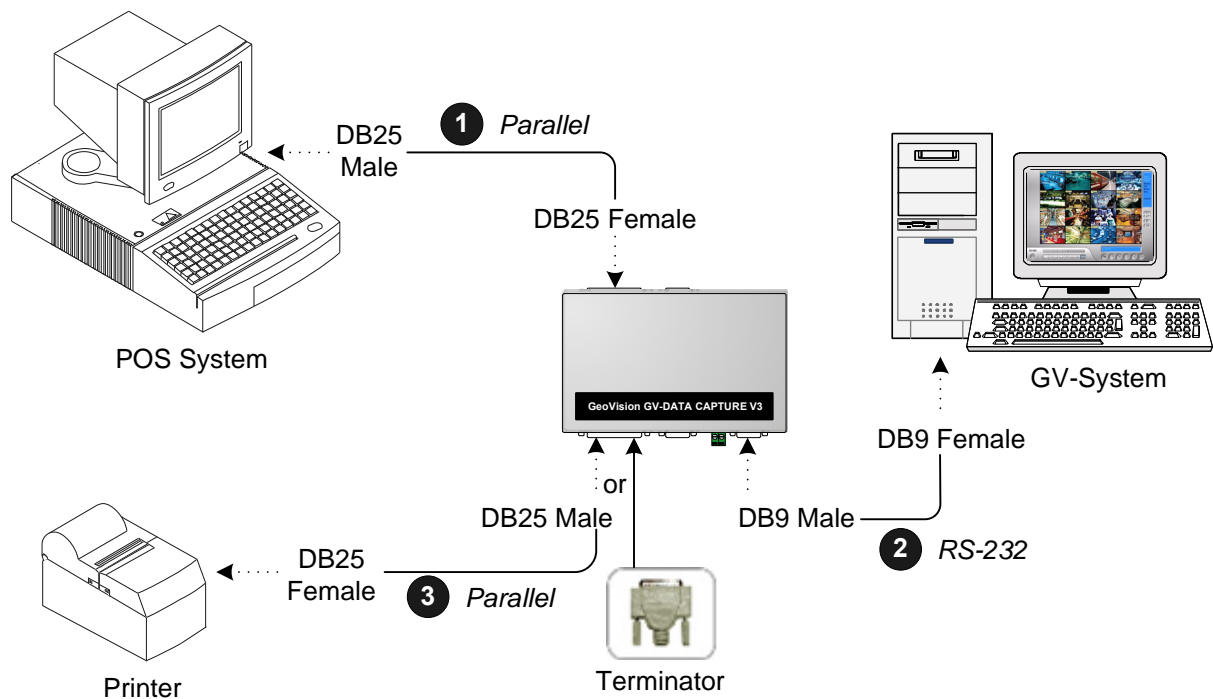 1 Parallel
DB25
Male
DB25 Female
POS System
GV-System
GeoVision GV-DATA CAPTURE V3
DB9 Female
or
DB25 Male
DB9 Male
2 RS-232
DB25
Female
3 Parallel
Terminator
Printer